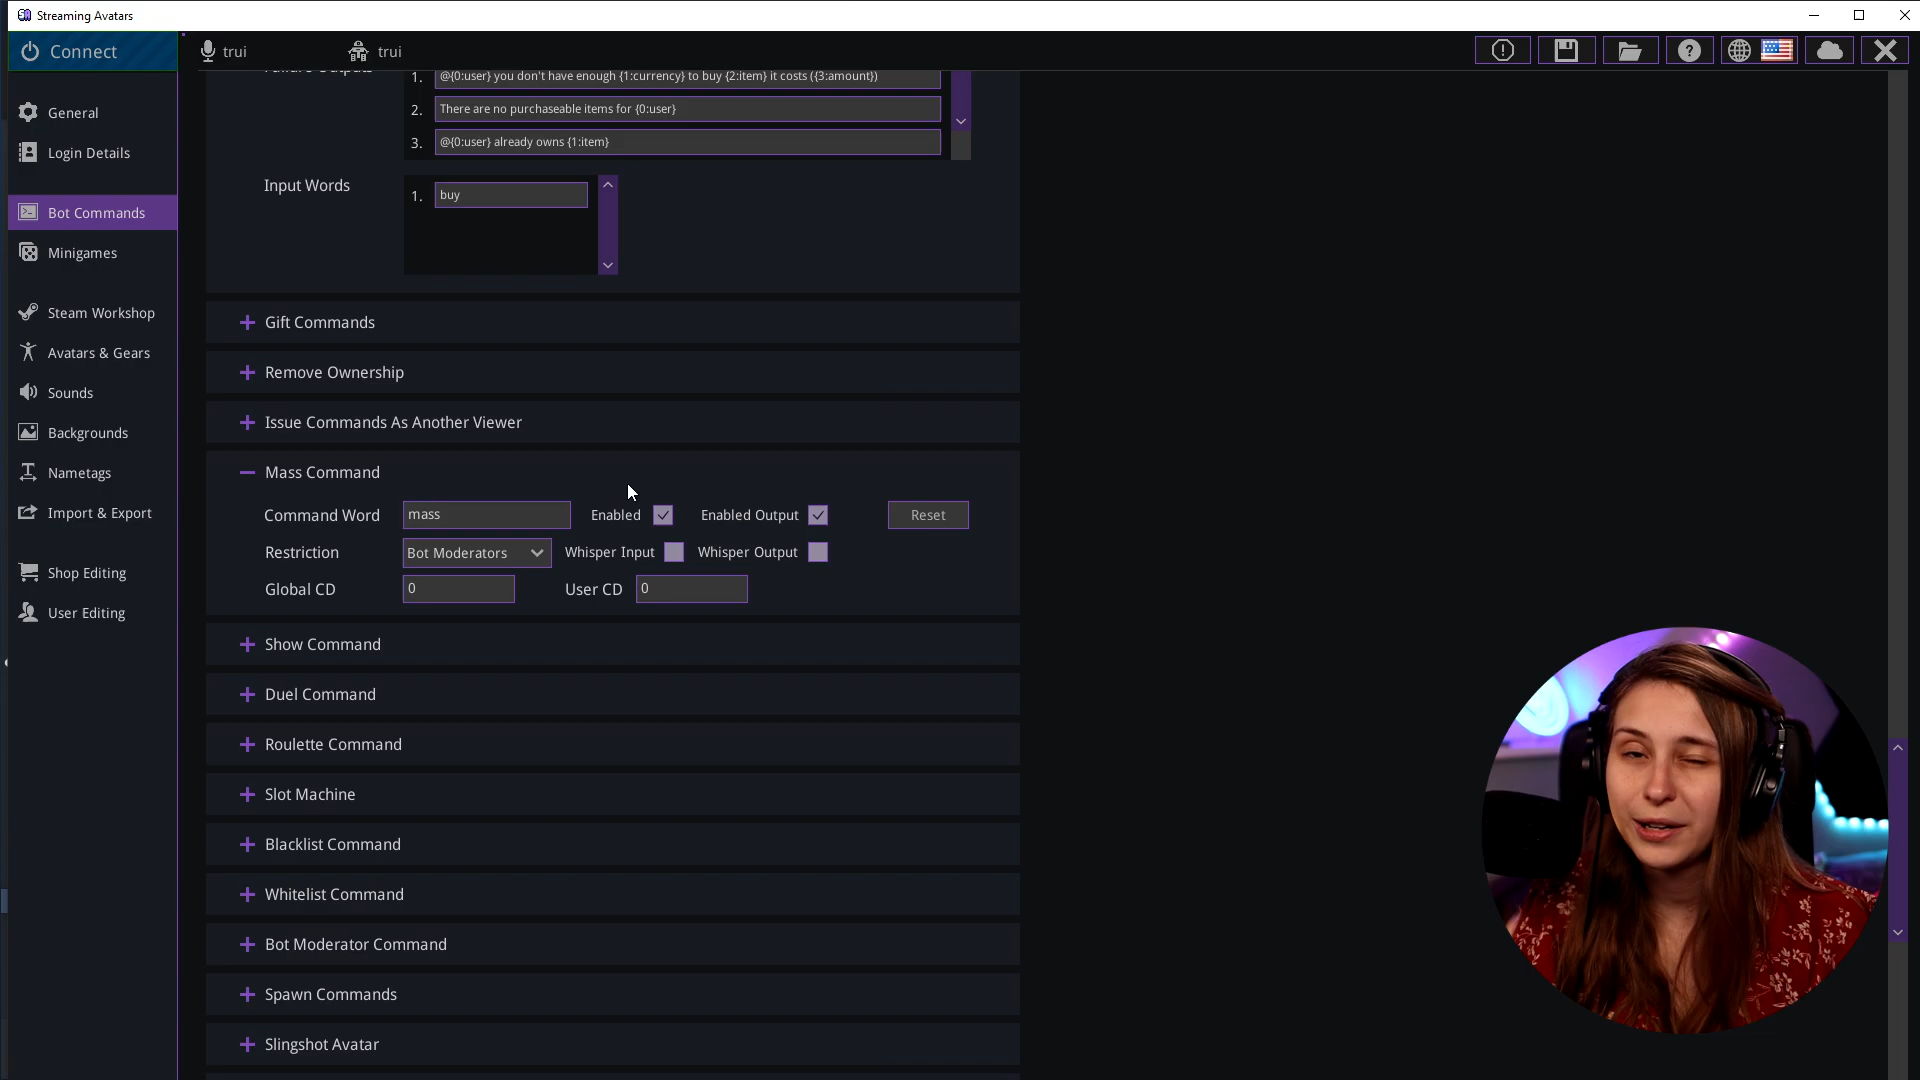 Streaming Avatars
Connect
trui
trui
General
Login Details
Bot Commands
Minigames
Steam Workshop
Avatars & Gears
Sounds
Backgrounds
Nametags
Import & Export
Shop Editing
User Editing
1. @{0:user} you don't have enough {1:currency} to buy {2:item} it costs ({3:amount})
2. There are no purchaseable items for {0:user}
3. @{0:user} already owns {1:item}
Input Words
1. buy
Gift Commands
Remove Ownership
Issue Commands As Another Viewer
Mass Command
Command Word mass Enabled Enabled Output Reset
Restriction Bot Moderators Whisper Input Whisper Output
Global CD 0 User CD 0
Show Command
Duel Command
Roulette Command
Slot Machine
Blacklist Command
Whitelist Command
Bot Moderator Command
Spawn Commands
Slingshot Avatar